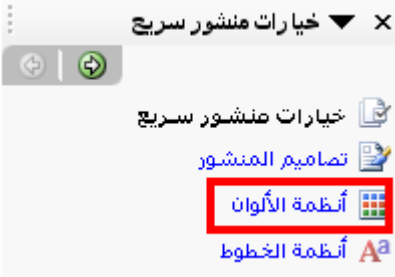 خيارات منشور سريع
خيارات منشور سريع
تصاميم المنشور
أنظمة الألوان
أنظمة الخطوط